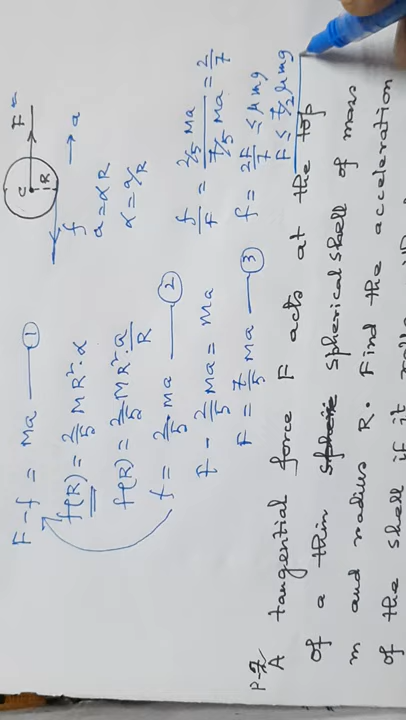 F - f = Ma ——— ①
f(R) = 2/5 MR². α
f(R) = 2/5 MR². a/R
f = 2/5 Ma ——— ②
F - 2/5 Ma = Ma
F = 7/5 Ma ——— ③
C
R
F
→ a
f
a = αR
α = a/R
f/F = 2/5 Ma / 7/5 Ma = 2/7
f = 2F/7 ≤ μmg
F ≤ 7/2 μmg
A tangential force F acts at the top
of a thin spherical shell of mass
m and radius R. Find the acceleration
of the shell if it